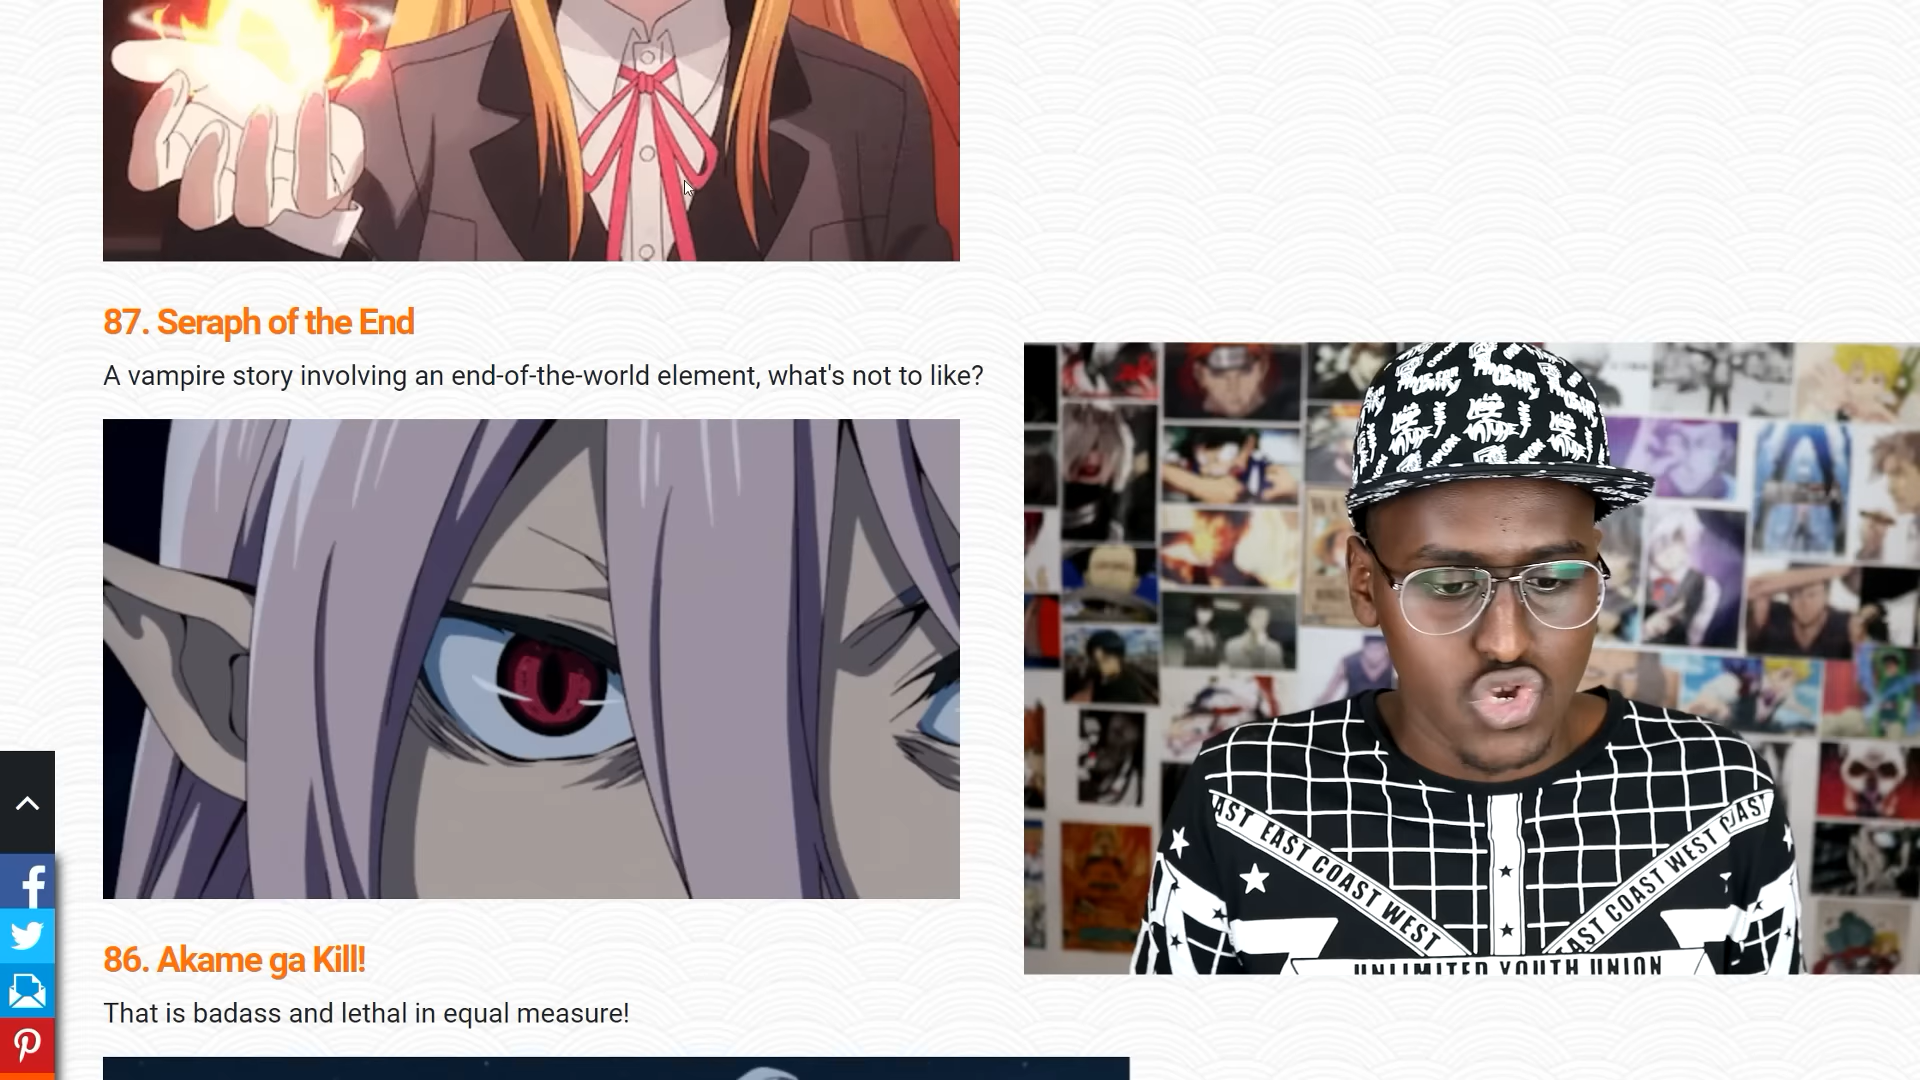 87. Seraph of the End
A vampire story involving an end-of-the-world element, what's not to like?
86. Akame ga Kill!
That is badass and lethal in equal measure!
EAST COAST WEST
EAST COAST WEST
UNLIMITED YOUTH UNION